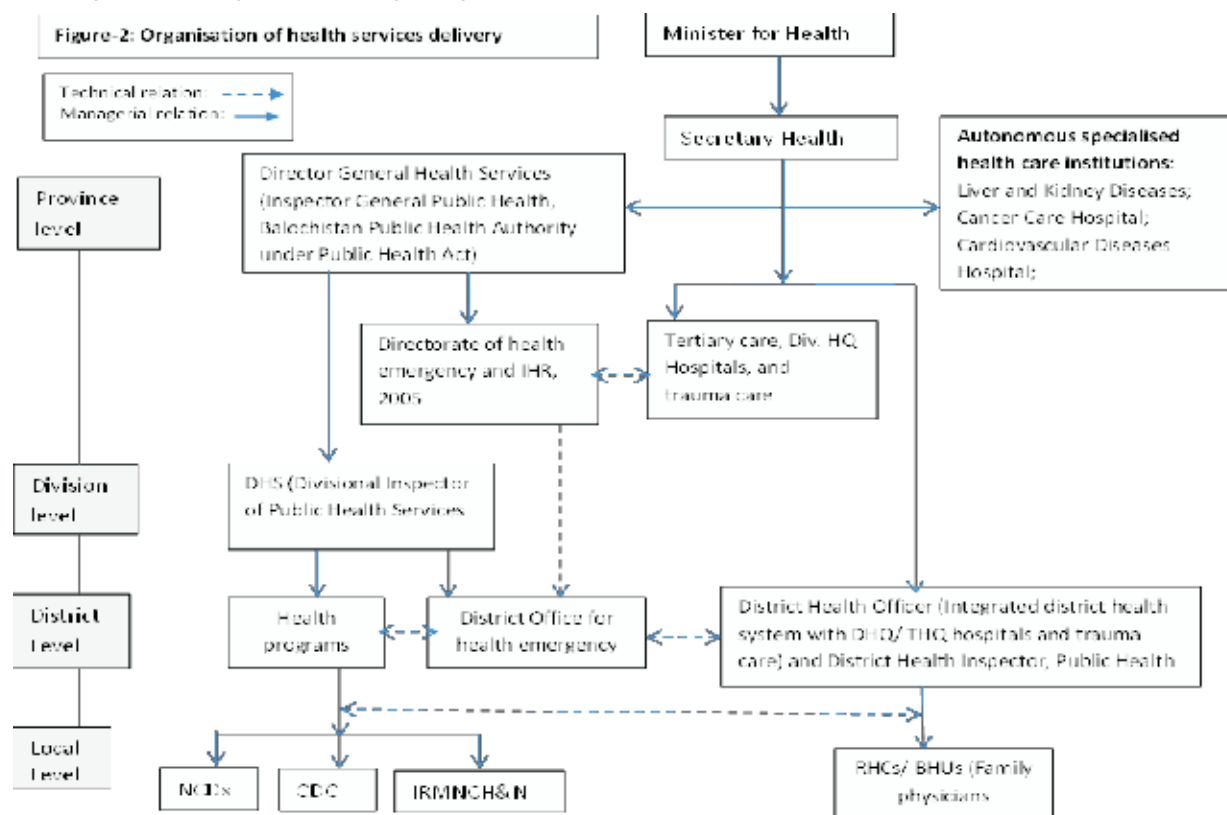 Figure-2: Organisation of health services delivery
Technical relation:
Managerial relation:
Minister for Health
Secretary Health
Autonomous specialised
health care institutions:
Liver and Kidney Diseases;
Cancer Care Hospital;
Cardiovascular Diseases
Hospital;
Province
level
Director General Health Services
(Inspector General Public Health,
Balochistan Public Health Authority
under Public Health Act)
Directorate of health
emergency and IHR,
2005
Tertiary care, Div. HQ
Hospitals, and
trauma care
Division
level
DHS (Divisional Inspector
of Public Health Services
District
Level
Health
programs
District Office for
health emergency
District Health Officer (Integrated district health
system with DHQ/ THQ hospitals and trauma
care) and District Health Inspector, Public Health
Local
Level
NCDs
CDC
IRMNCH&N
RHCs/ BHUs (Family
physicians